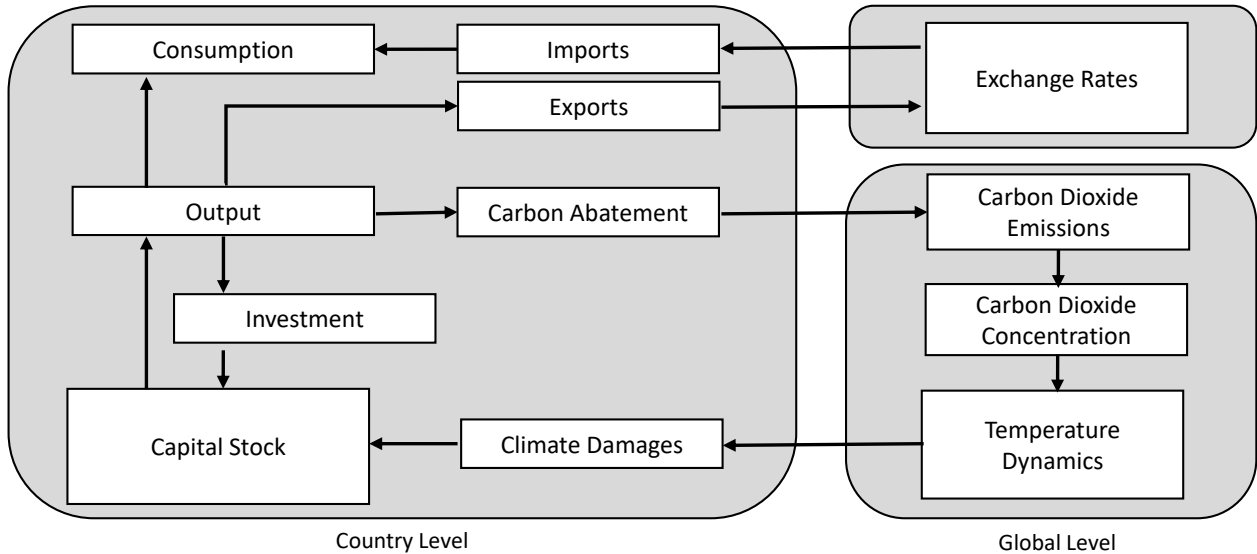 Consumption
Imports
Exchange Rates
Exports
Output
Carbon Abatement
Carbon Dioxide
Emissions
Investment
Carbon Dioxide
Concentration
Capital Stock
Climate Damages
Temperature
Dynamics
Country Level
Global Level